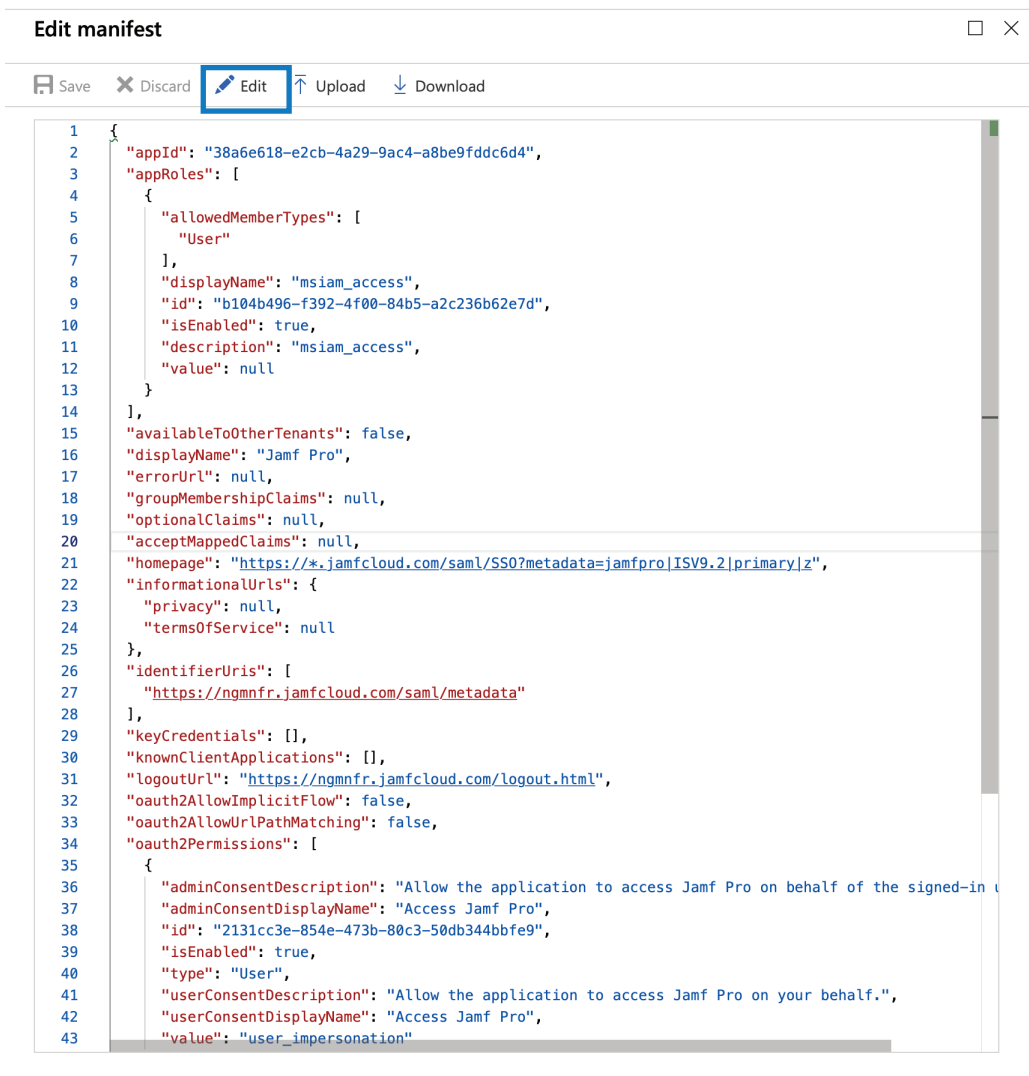 Edit manifest
Save Discard Edit Upload Download
1 {
2 "appId": "38a6e618-e2cb-4a29-9ac4-a8be9fddc6d4",
3 "appRoles": [
4 {
5 "allowedMemberTypes": [
6 "User"
7 ],
8 "displayName": "msiam_access",
9 "id": "b104b496-f392-4f00-84b5-a2c236b62e7d",
10 "isEnabled": true,
11 "description": "msiam_access",
12 "value": null
13 }
14 ],
15 "availableToOtherTenants": false,
16 "displayName": "Jamf Pro",
17 "errorUrl": null,
18 "groupMembershipClaims": null,
19 "optionalClaims": null,
20 "acceptMappedClaims": null,
21 "homepage": "https://*.jamfcloud.com/saml/SSO?metadata=jamfpro|ISV9.2|primary|z",
22 "informationalUrls": {
23 "privacy": null,
24 "termsOfService": null
25 },
26 "identifierUris": [
27 "https://ngmnfr.jamfcloud.com/saml/metadata"
28 ],
29 "keyCredentials": [],
30 "knownClientApplications": [],
31 "logoutUrl": "https://ngmnfr.jamfcloud.com/logout.html",
32 "oauth2AllowImplicitFlow": false,
33 "oauth2AllowUrlPathMatching": false,
34 "oauth2Permissions": [
35 {
36 "adminConsentDescription": "Allow the application to access Jamf Pro on behalf of the signed-in
37 "adminConsentDisplayName": "Access Jamf Pro",
38 "id": "2131cc3e-854e-473b-80c3-50db344bbfe9",
39 "isEnabled": true,
40 "type": "User",
41 "userConsentDescription": "Allow the application to access Jamf Pro on your behalf.",
42 "userConsentDisplayName": "Access Jamf Pro",
43 "value": "user_impersonation"